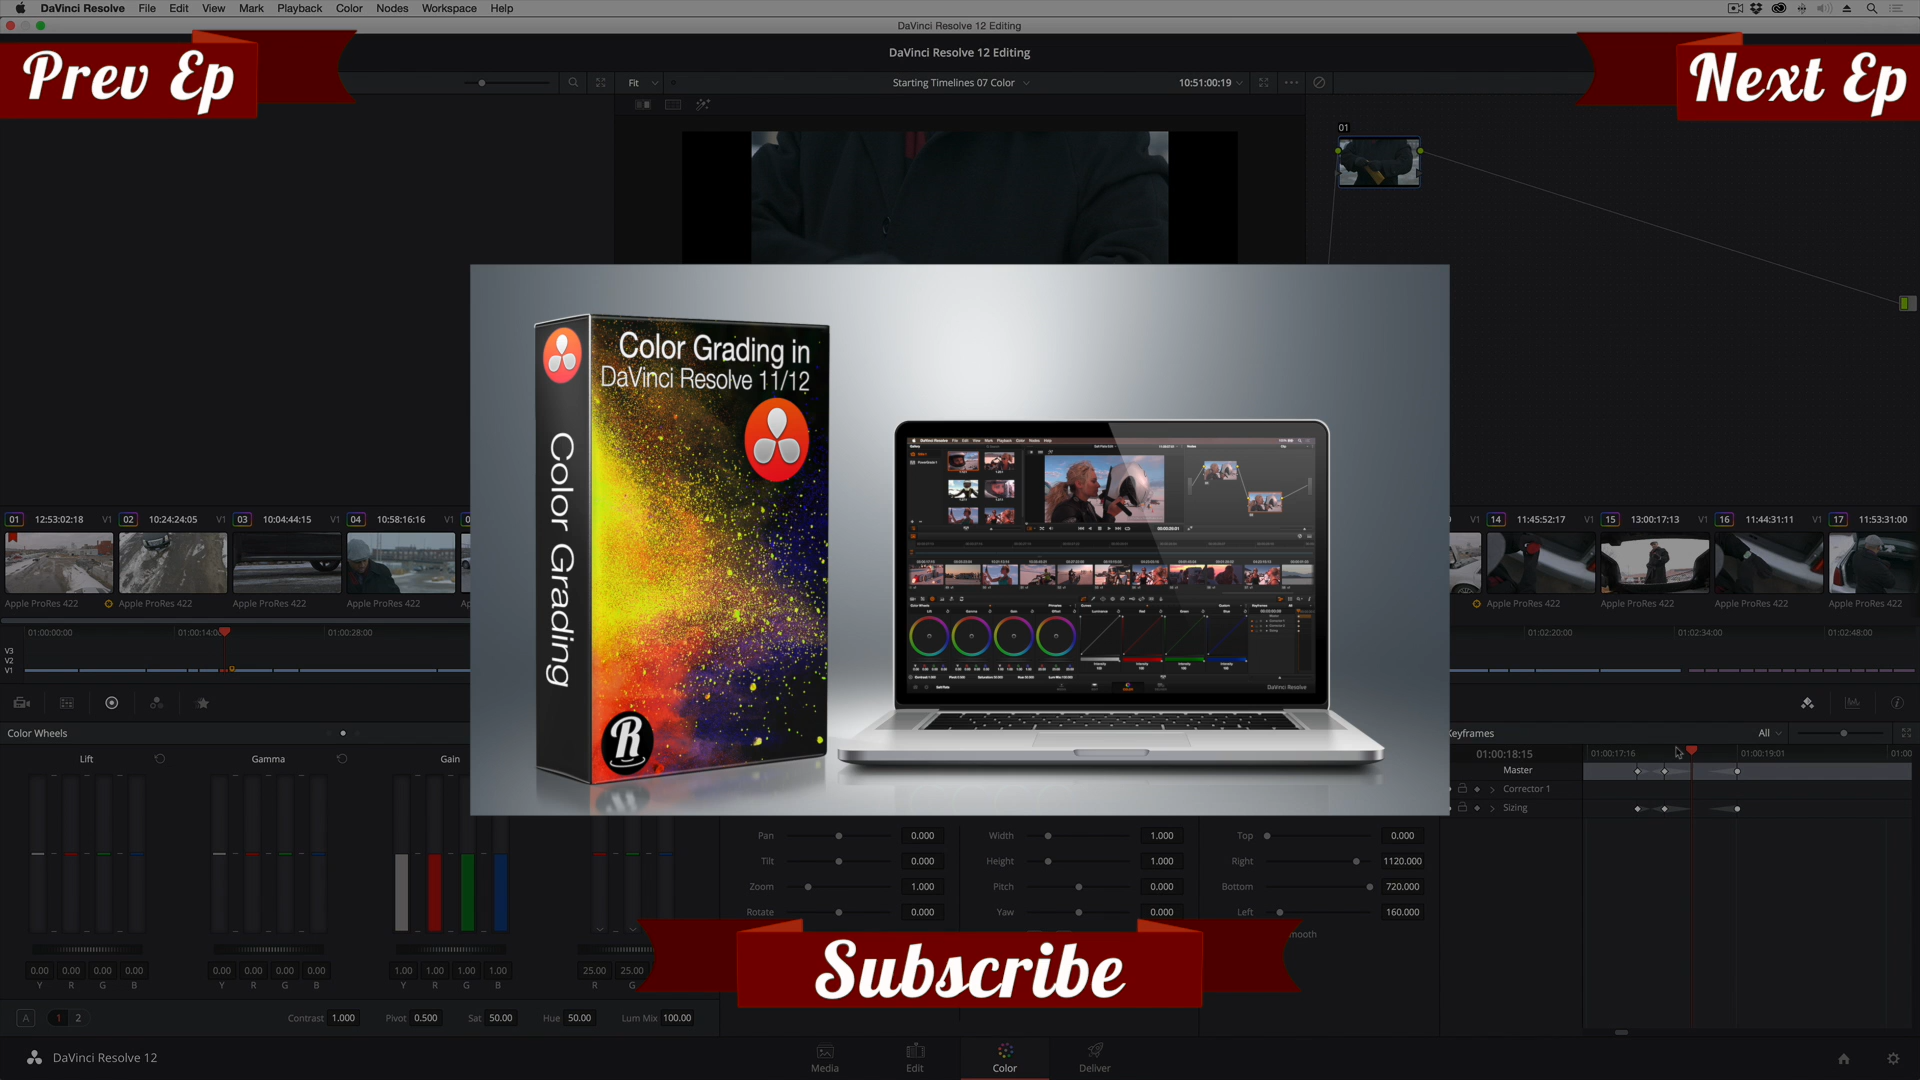 DaVinci Resolve File Edit View Mark Playback Color Nodes Workspace Help
DaVinci Resolve 12 Editing
DaVinci Resolve 12 Editing
Prev Ep
Next Ep
Fit
Starting Timelines 07 Color
10:51:00:19
01
Color Grading in
DaVinci Resolve 11/12
Color Grading
R
DaVinci Resolve
01 12:53:02:18 V1 02 10:24:24:05 V1 03 10:04:44:15 V1 04 10:58:16:16 V1
V1 14 11:45:52:17 V1 15 13:00:17:13 V1 16 11:44:31:11 V1 17 11:53:31:00
Apple ProRes 422 Apple ProRes 422 Apple ProRes 422 Apple ProRes 422
Apple ProRes 422 Apple ProRes 422 Apple ProRes 422 Apple ProRes 422
01:00:00:00 01:00:14:00 01:00:28:00
01:02:20:00 01:02:34:00 01:02:48:00
V3
V2
V1
Color Wheels
Keyframes
All
Lift Gamma Gain
01:00:18:15
01:00:17:16 01:00:19:01 01:00
Master
Corrector 1
Sizing
Pan 0.000 Width 1.000 Top 0.000
Tilt 0.000 Height 1.000 Right 1120.000
Zoom 1.000 Pitch 0.000 Bottom 720.000
Rotate 0.000 Yaw 0.000 Left 160.000
mooth
Subscribe
0.00 0.00 0.00 0.00 0.00 0.00 0.00 0.00 1.00 1.00 1.00 1.00 25.00 25.00
Y R G B Y R G B Y R G B R G
A 1 2 Contrast 1.000 Pivot 0.500 Sat 50.00 Hue 50.00 Lum Mix 100.00
DaVinci Resolve 12
Media Edit Color Deliver